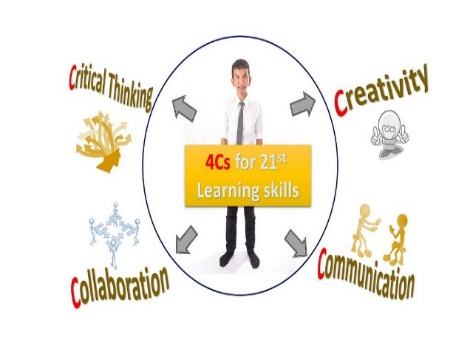 Critical Thinking
Creativity
4Cs for 21st
Learning skills
Collaboration
Communication